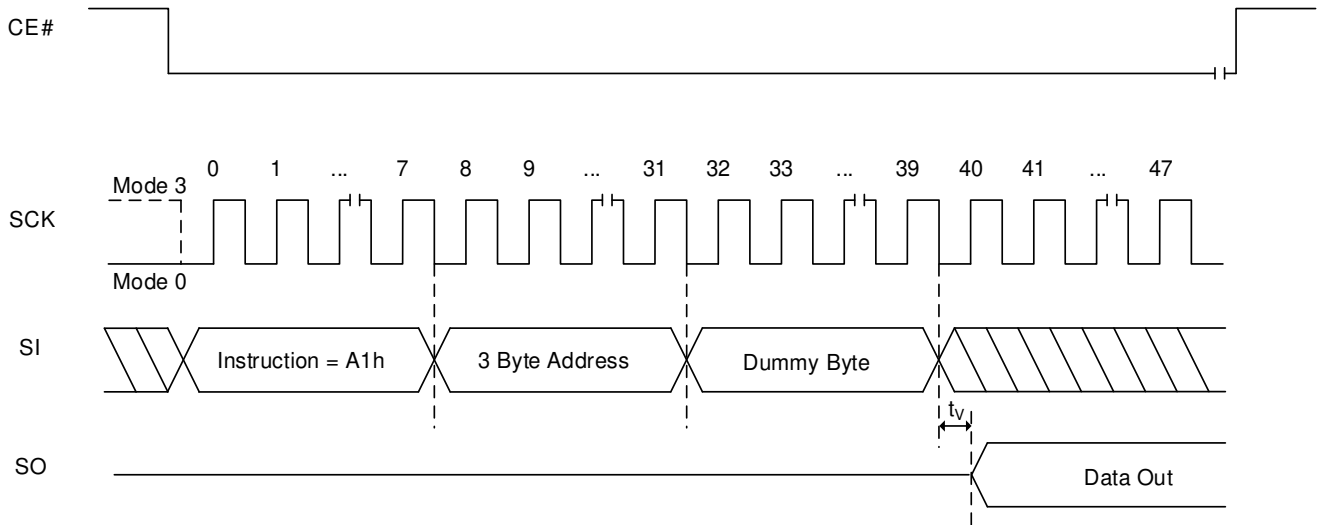 CE#
0 1 ... 7 8 9 ... 31 32 33 ... 39 40 41 ... 47
Mode 3
SCK
Mode 0
SI
Instruction = A1h
3 Byte Address
Dummy Byte
tV
SO
Data Out